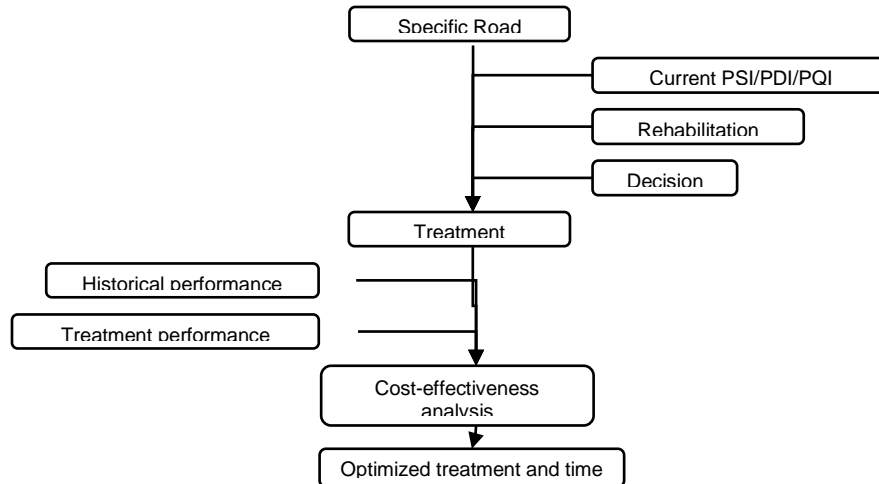 Specific Road
Current PSI/PDI/PQI
Rehabilitation
Decision
Treatment
Historical performance
Treatment performance
Cost-effectiveness
analysis
Optimized treatment and time